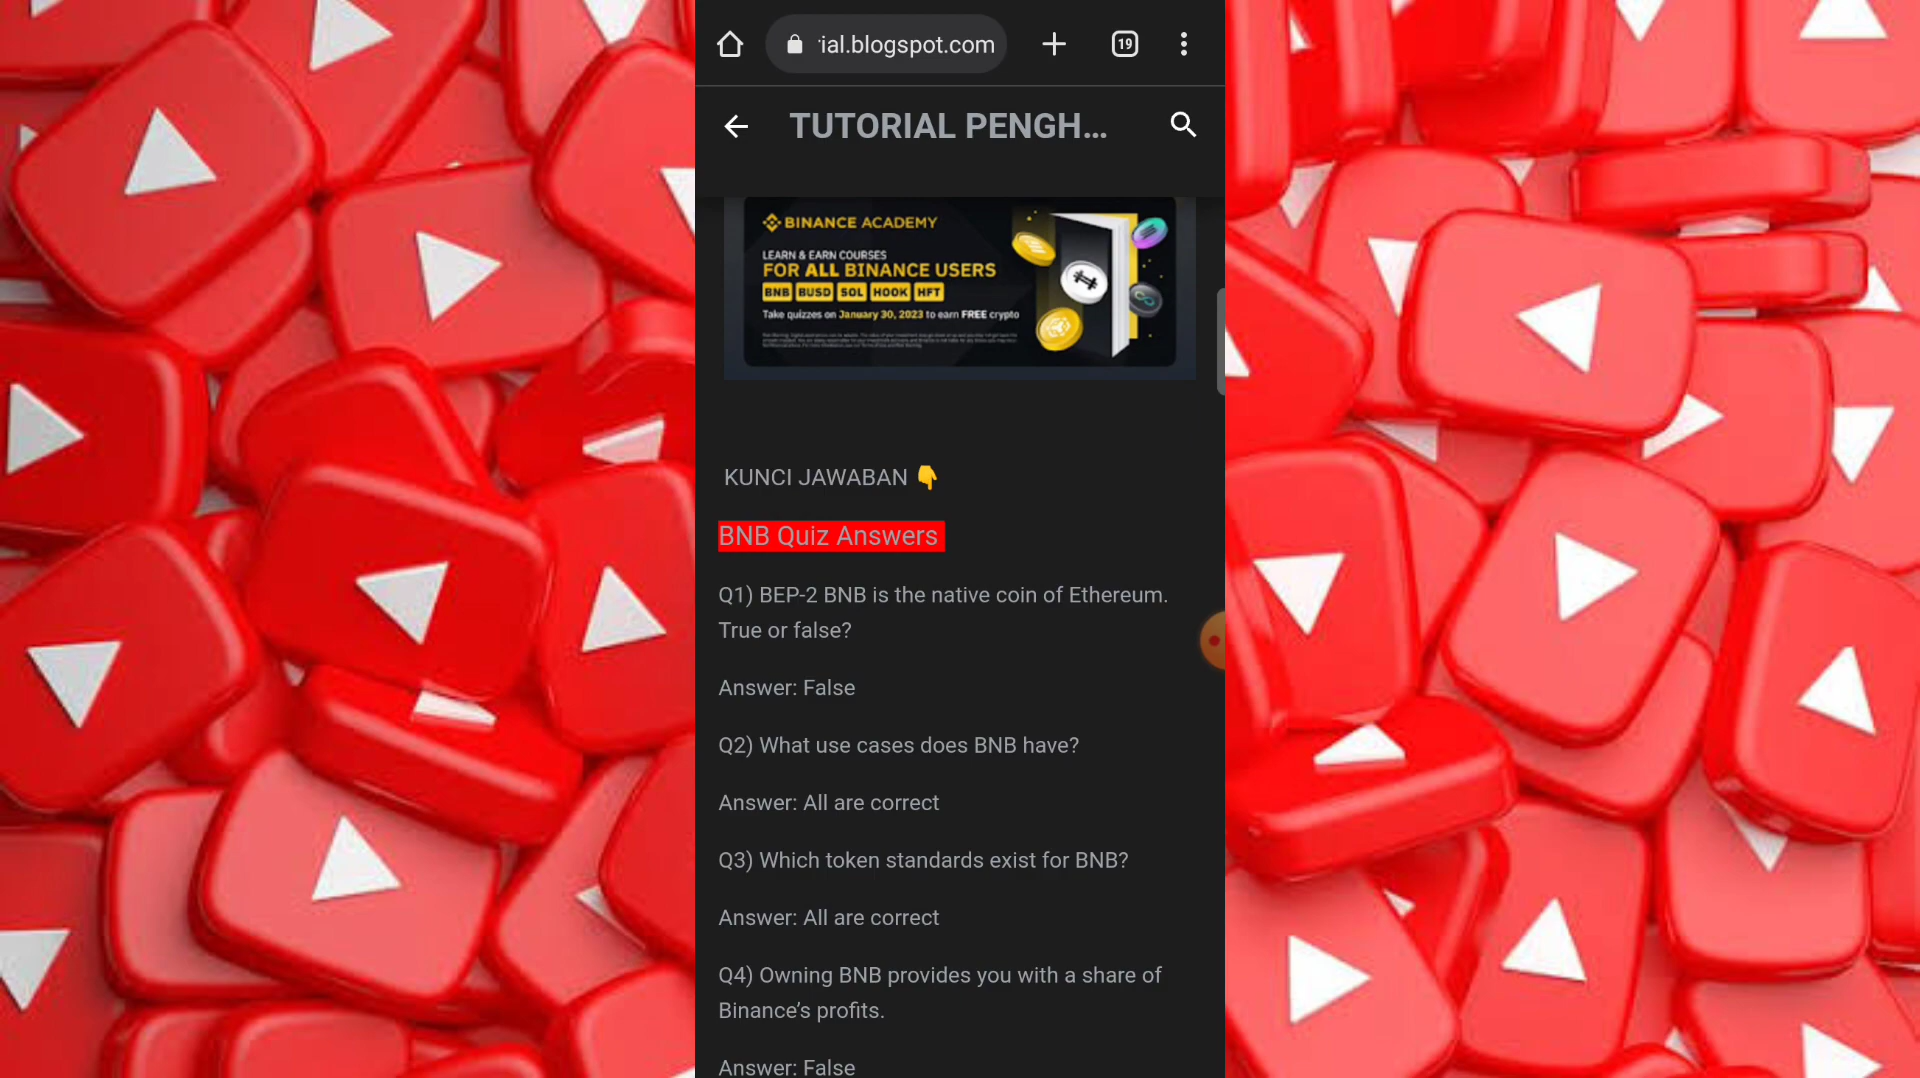 ial.blogspot.com
19
TUTORIAL PENGH...
BINANCE ACADEMY
LEARN & EARN COURSES
FOR ALL BINANCE USERS
BNB BUSD SOL HOOK HFT
Take quizzes on January 30, 2023 to earn FREE crypto
KUNCI JAWABAN 👇
BNB Quiz Answers
Q1) BEP-2 BNB is the native coin of Ethereum.
True or false?
Answer: False
Q2) What use cases does BNB have?
Answer: All are correct
Q3) Which token standards exist for BNB?
Answer: All are correct
Q4) Owning BNB provides you with a share of
Binance’s profits.
Answer: False